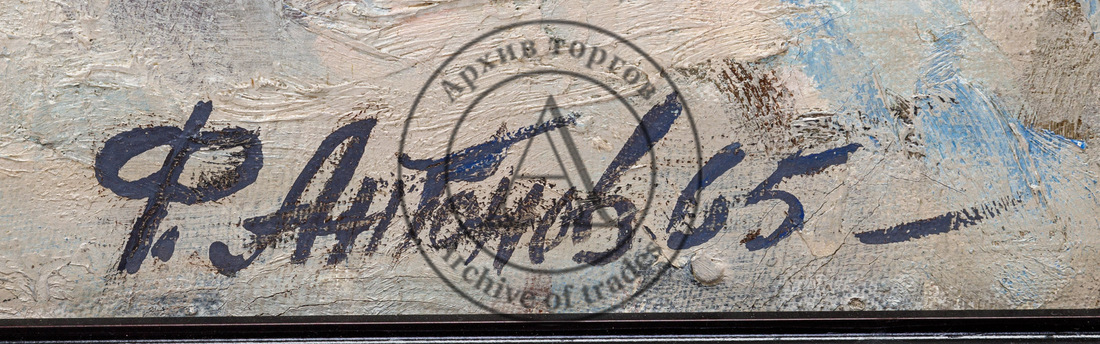 Архив торгов
Ф. Антонов 65
Archive of trades